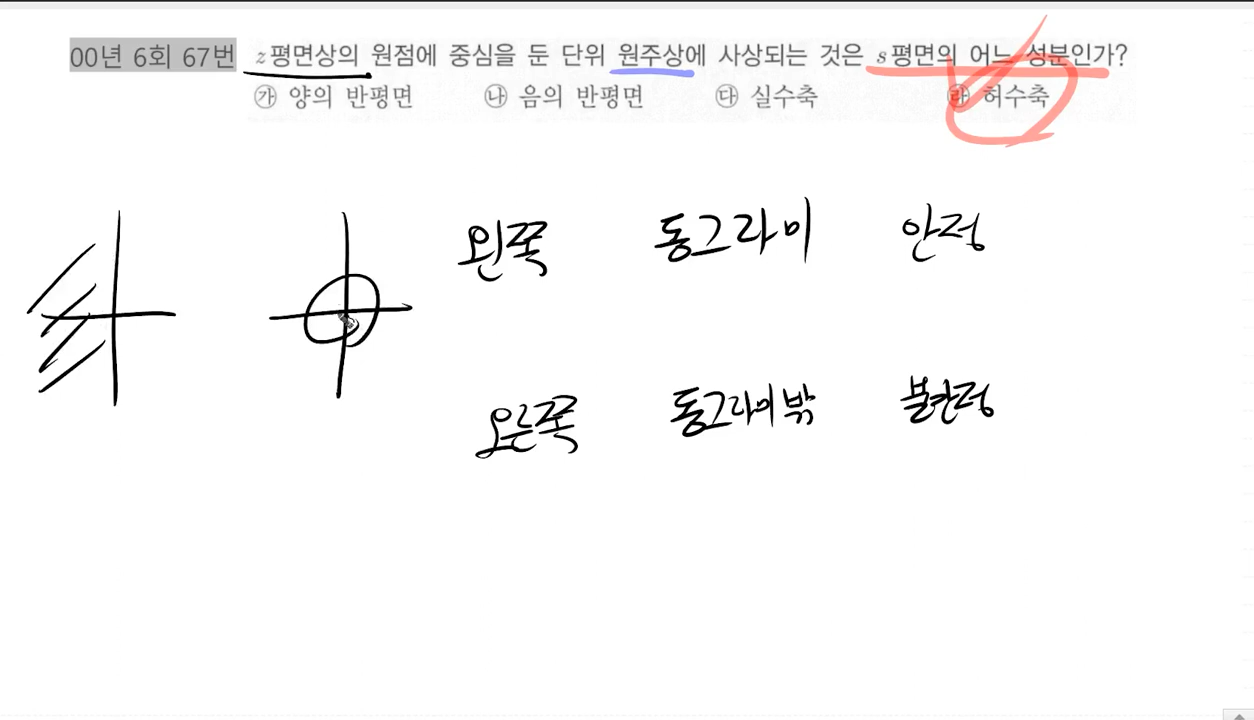 00년 6회 67번 z평면상의 원점에 중심을 둔 단위 원주상에 사상되는 것은 s평면의 어느 성분인가?
㉮ 양의 반평면 ㉯ 음의 반평면 ㉰ 실수축 ㉱ 허수축
왼쪽 동그라미 안정
오른쪽 동그라미 밖 불안정